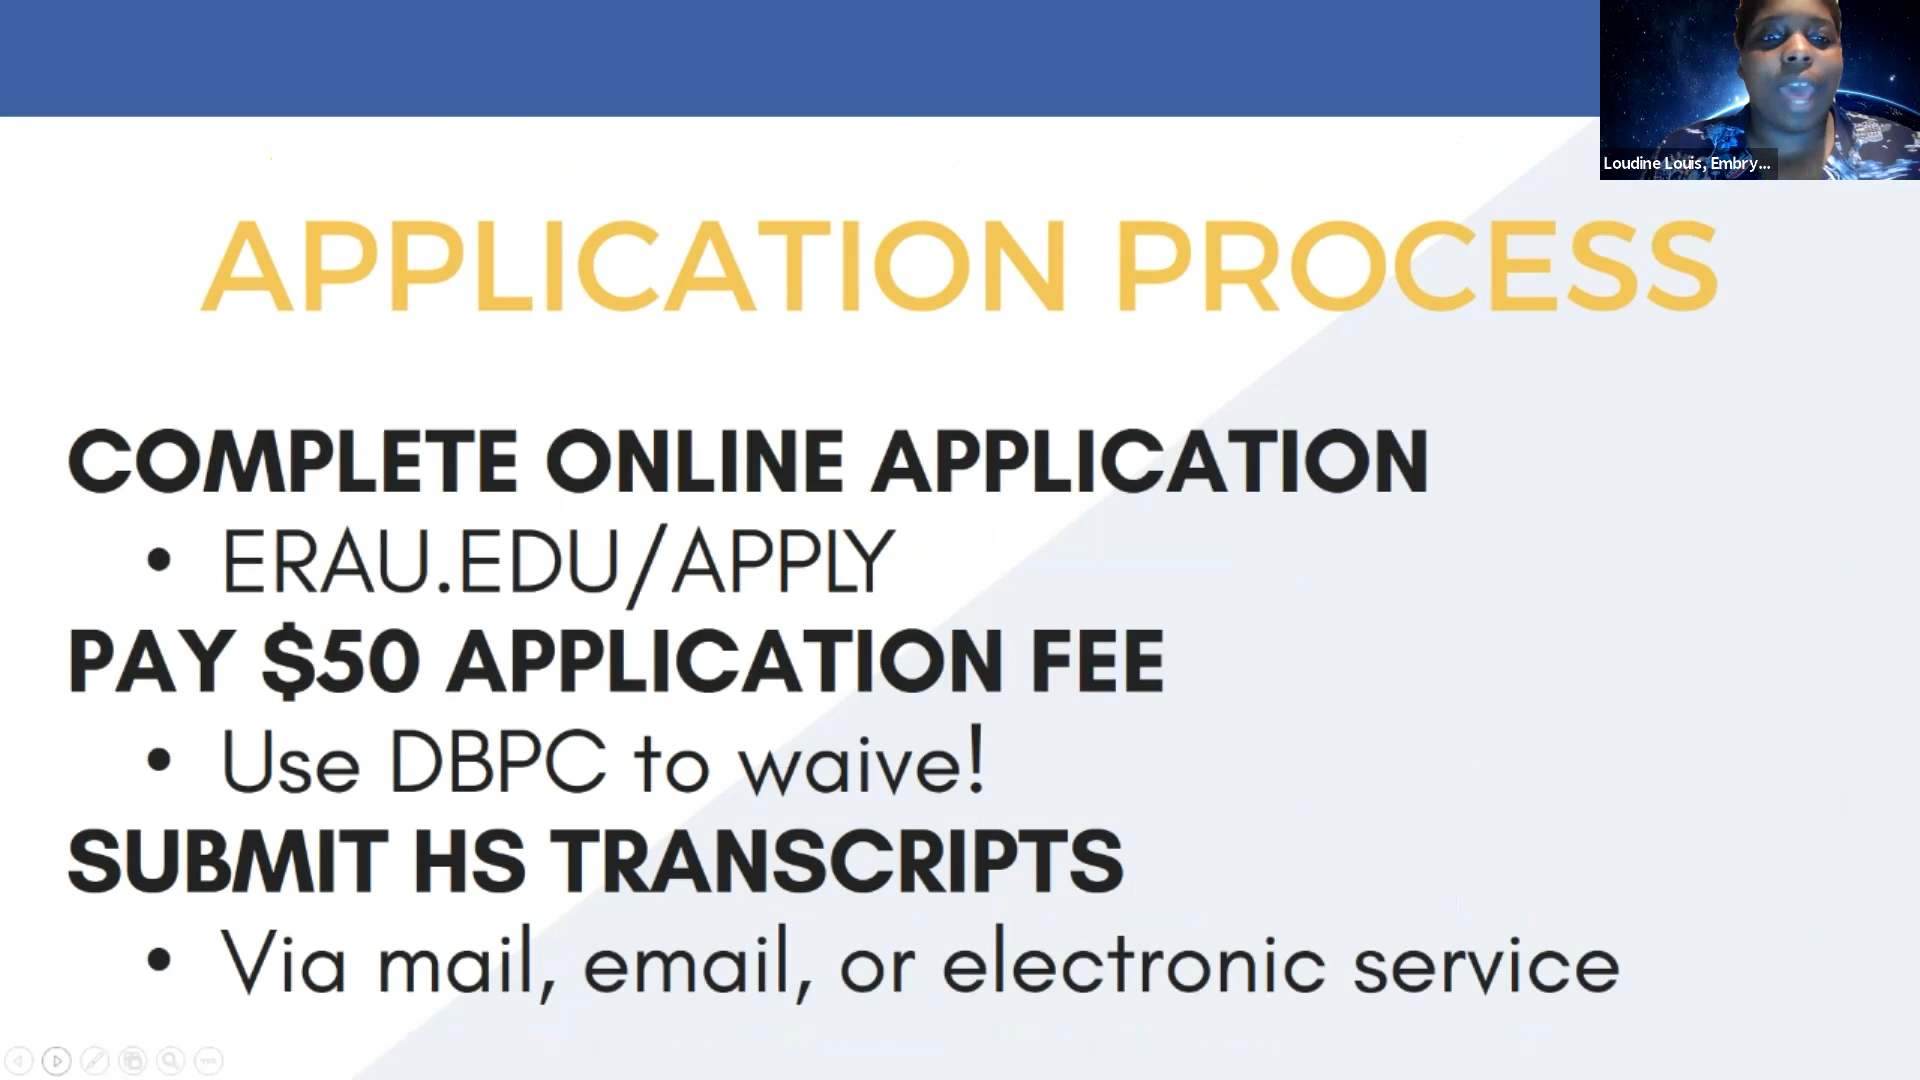 Loudine Louis, Embry...
APPLICATION PROCESS
COMPLETE ONLINE APPLICATION
• ERAU.EDU/APPLY
PAY $50 APPLICATION FEE
• Use DBPC to waive!
SUBMIT HS TRANSCRIPTS
• Via mail, email, or electronic service